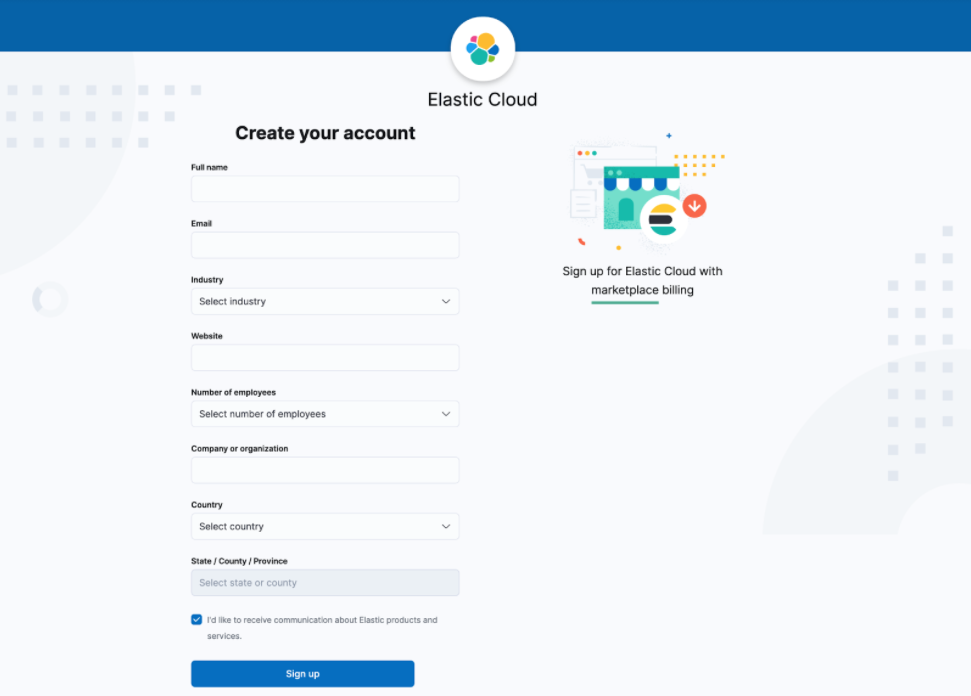 Elastic Cloud
Create your account
Full name
Email
Industry
Select industry
Website
Number of employees
Select number of employees
Company or organization
Country
Select country
State / County / Province
Select state or county
I'd like to receive communication about Elastic products and
services.
Sign up
Sign up for Elastic Cloud with
marketplace billing